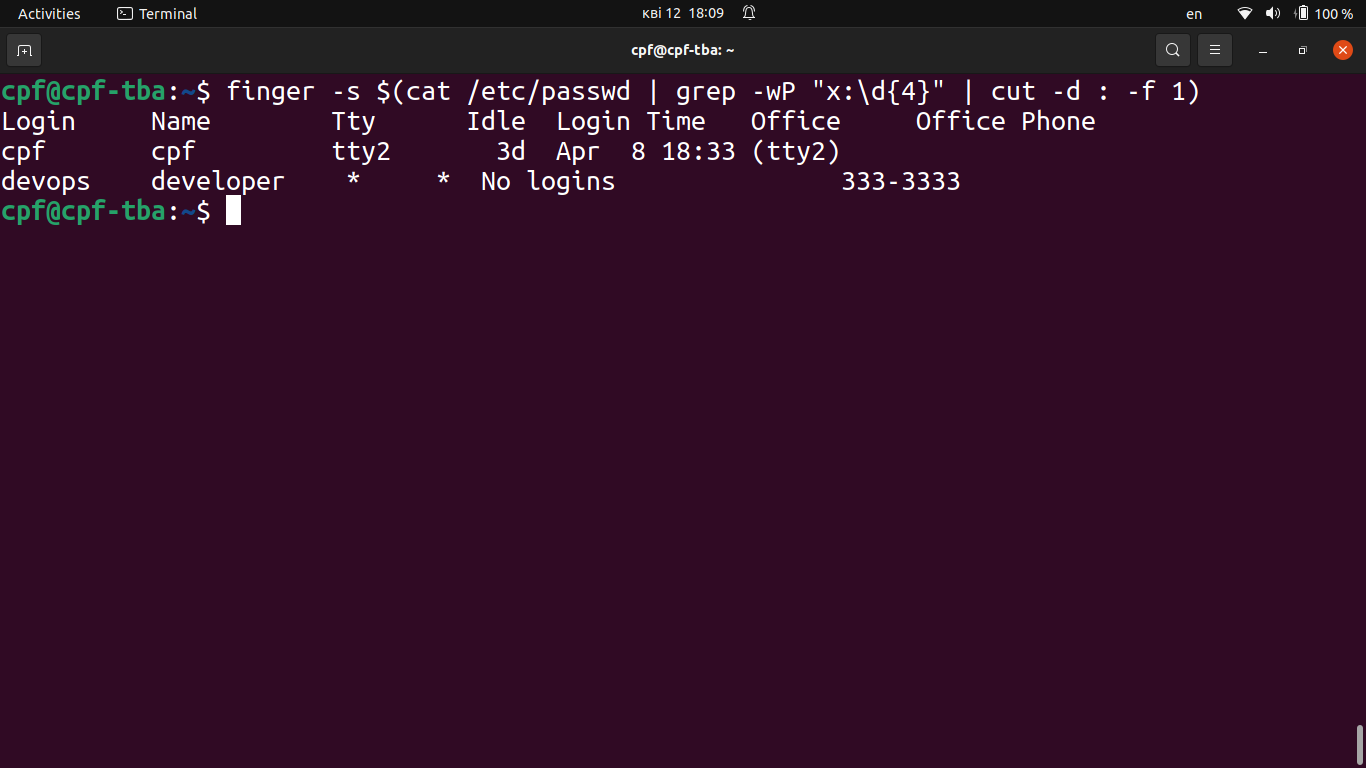 Activities Terminal кві 12 18:09 en 100 %
cpf@cpf-tba: ~
cpf@cpf-tba:~$ finger -s $(cat /etc/passwd | grep -wP "x:\d{4}" | cut -d : -f 1)
Login     Name        Tty      Idle  Login Time   Office     Office Phone
cpf       cpf         tty2       3d  Apr  8 18:33 (tty2)
devops    developer    *     *  No logins               333-3333
cpf@cpf-tba:~$